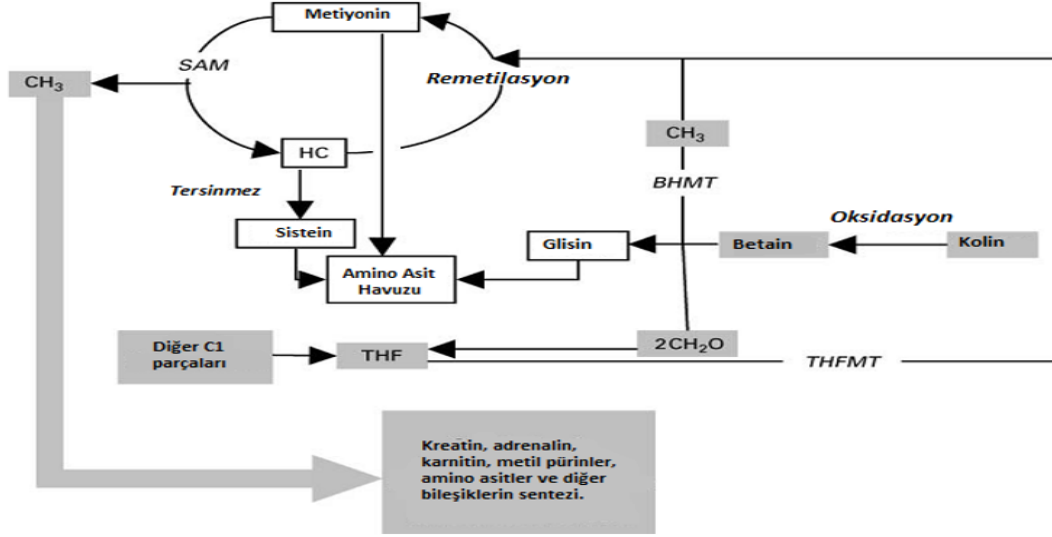 Metiyonin
SAM
Remetilasyon
CH₃
CH₃
HC
BHMT
Tersinmez
Oksidasyon
Sistein
Glisin
Betain
Kolin
Amino Asit
Havuzu
Diğer C1
parçaları
THF
2CH₂O
THFMT
Kreatin, adrenalin,
karnitin, metil pürinler,
amino asitler ve diğer
bileşiklerin sentezi.